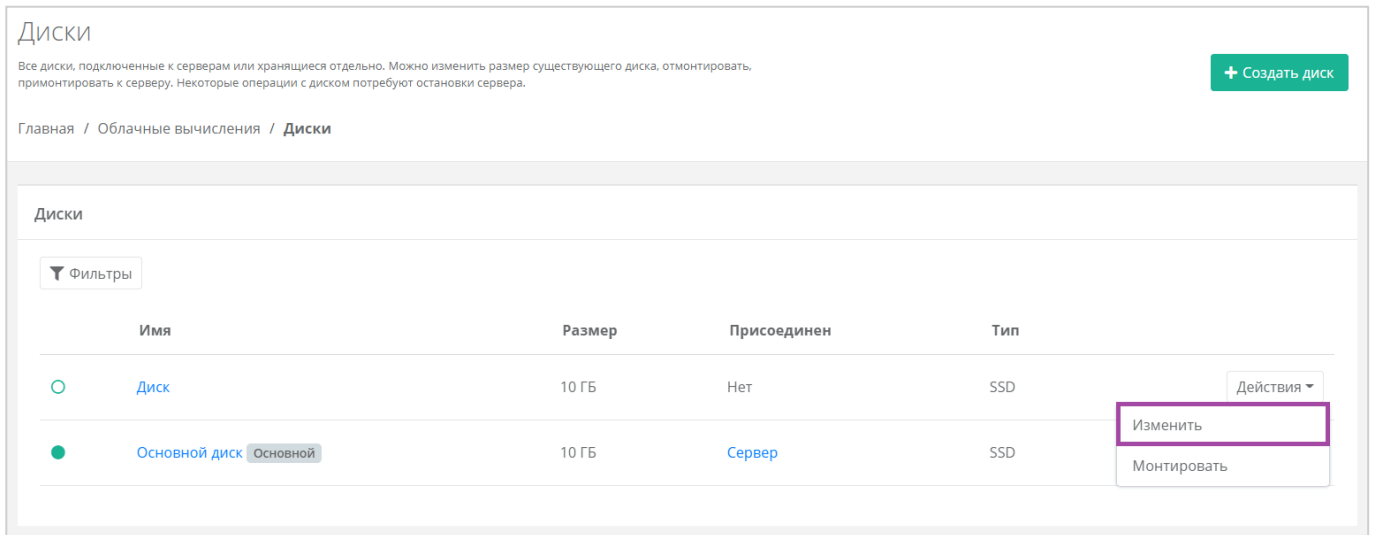 Диски
Все диски, подключенные к серверам или хранящиеся отдельно. Можно изменить размер существующего диска, отмонтировать,
примонтировать к серверу. Некоторые операции с диском потребуют остановки сервера.
+ Создать диск
Главная / Облачные вычисления / Диски
Диски
Фильтры
Имя Размер Присоединен Тип
Диск 10 ГБ Нет SSD Действия
Изменить
Основной диск Основной 10 ГБ Сервер SSD
Монтировать